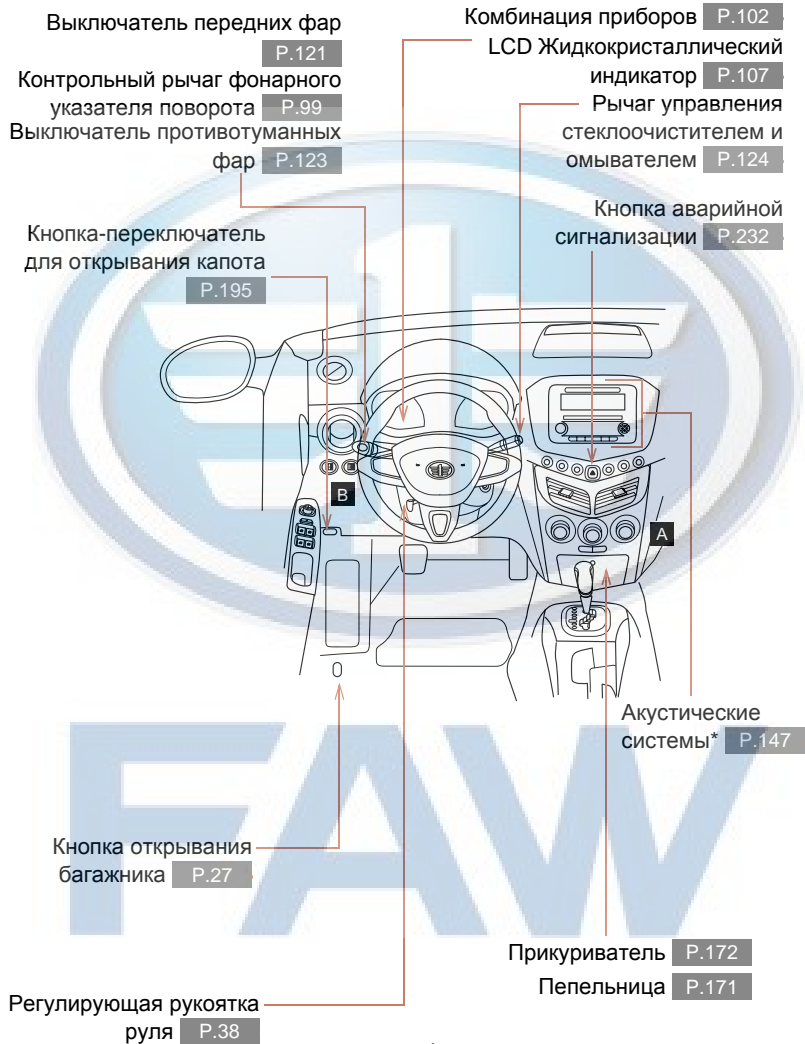 Выключатель передних фар
P.121
Контрольный рычаг фонарного
указателя поворота P.99
Выключатель противотуманных
фар P.123
Кнопка-переключатель
для открывания капота
P.195
Комбинация приборов P.102
LCD Жидкокристаллический
индикатор P.107
Рычаг управления
стеклоочистителем и
омывателем P.124
Кнопка аварийной
сигнализации P.232
B
A
Акустические
системы* P.147
Кнопка открывания
багажника P.27
Прикуриватель P.172
Пепельница P.171
Регулирующая рукоятка
руля P.38
FAW